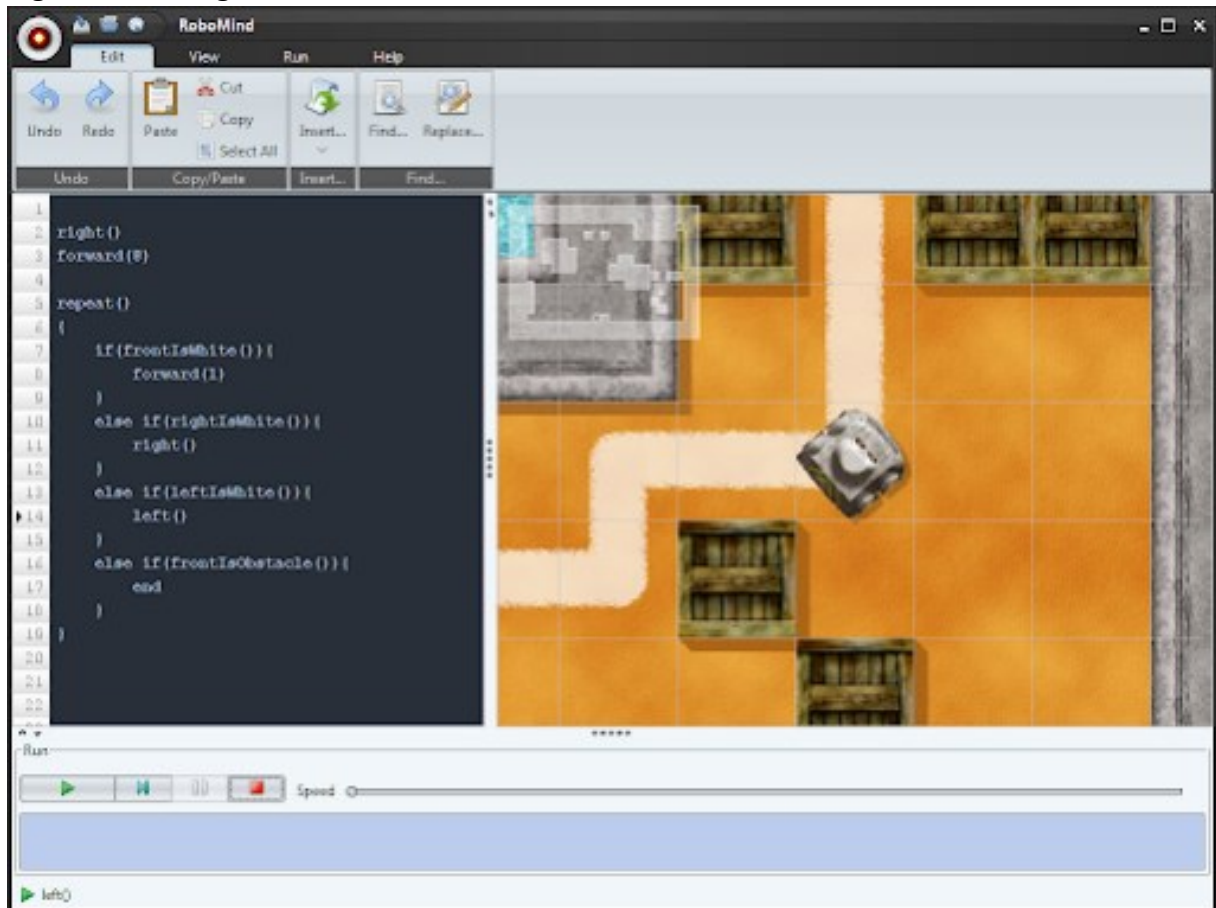 RoboMind
Edit View Run Help
Cut
Copy
Select All
Undo Redo Paste Insert... Find... Replace...
Undo Copy/Paste Insert... Find...
1
2 right()
3 forward(8)
4
5 repeat()
6 {
7 if(frontIsWhite()){
8 forward(1)
9 }
10 else if(rightIsWhite()){
11 right()
12 }
13 else if(leftIsWhite()){
14 left()
15 }
16 else if(frontIsObstacle()){
17 end
18 }
19 }
20
21
22
Run
Speed
left()